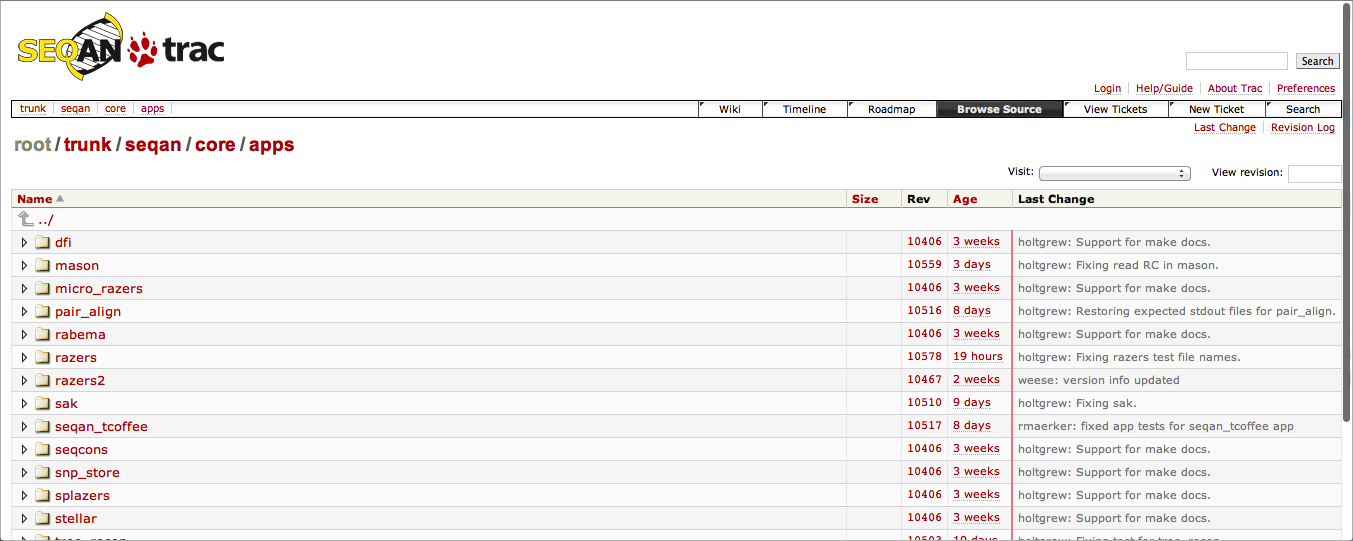 SEQAN trac
Search
Login Help/Guide About Trac Preferences
trunk seqan core apps Wiki Timeline Roadmap Browse Source View Tickets New Ticket Search
Last Change Revision Log
root / trunk / seqan / core / apps
Visit: View revision:
Name Size Rev Age Last Change
../
dfi 10406 3 weeks holtgrew: Support for make docs.
mason 10559 3 days holtgrew: Fixing read RC in mason.
micro_razers 10406 3 weeks holtgrew: Support for make docs.
pair_align 10516 8 days holtgrew: Restoring expected stdout files for pair_align.
rabema 10406 3 weeks holtgrew: Support for make docs.
razers 10578 19 hours holtgrew: Fixing razers test file names.
razers2 10467 2 weeks weese: version info updated
sak 10510 9 days holtgrew: Fixing sak.
seqan_tcoffee 10517 8 days rmaerker: fixed app tests for seqan_tcoffee app
seqcons 10406 3 weeks holtgrew: Support for make docs.
snp_store 10406 3 weeks holtgrew: Support for make docs.
splazers 10406 3 weeks holtgrew: Support for make docs.
stellar 10406 3 weeks holtgrew: Support for make docs.